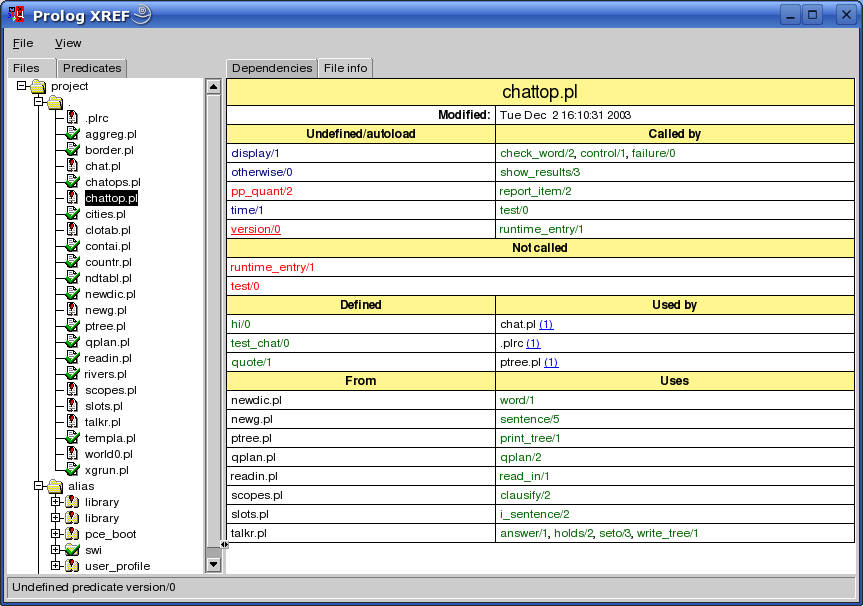 Prolog XREF
File View
Files Predicates
project
.
.plrc
aggreg.pl
border.pl
chat.pl
chatops.pl
chattop.pl
cities.pl
clotab.pl
contai.pl
countr.pl
ndtabl.pl
newdic.pl
newg.pl
ptree.pl
qplan.pl
readin.pl
rivers.pl
scopes.pl
slots.pl
talkr.pl
templa.pl
world0.pl
xgrun.pl
alias
library
library
pce_boot
swi
user_profile
Dependencies File info
chattop.pl
Modified: Tue Dec 2 16:10:31 2003
Undefined/autoload Called by
display/1 check_word/2, control/1, failure/0
otherwise/0 show_results/3
pp_quant/2 report_item/2
time/1 test/0
version/0 runtime_entry/1
Not called
runtime_entry/1
test/0
Defined Used by
hi/0 chat.pl (1)
test_chat/0 .plrc (1)
quote/1 ptree.pl (1)
From Uses
newdic.pl word/1
newg.pl sentence/5
ptree.pl print_tree/1
qplan.pl qplan/2
readin.pl read_in/1
scopes.pl clausify/2
slots.pl i_sentence/2
talkr.pl answer/1, holds/2, seto/3, write_tree/1
Undefined predicate version/0